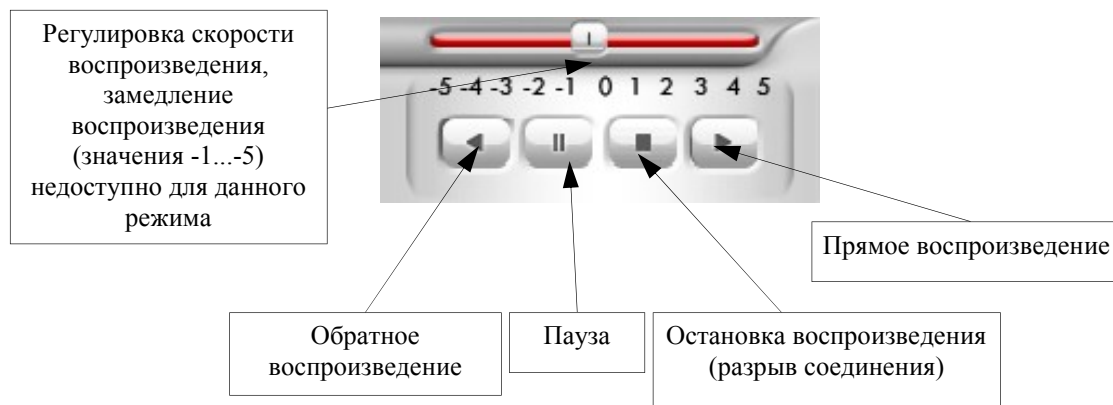 Регулировка скорости
воспроизведения,
замедление
воспроизведения
(значения -1...-5)
недоступно для данного
режима
-5 -4 -3 -2 -1 0 1 2 3 4 5
Прямое воспроизведение
Обратное
воспроизведение
Пауза
Остановка воспроизведения
(разрыв соединения)